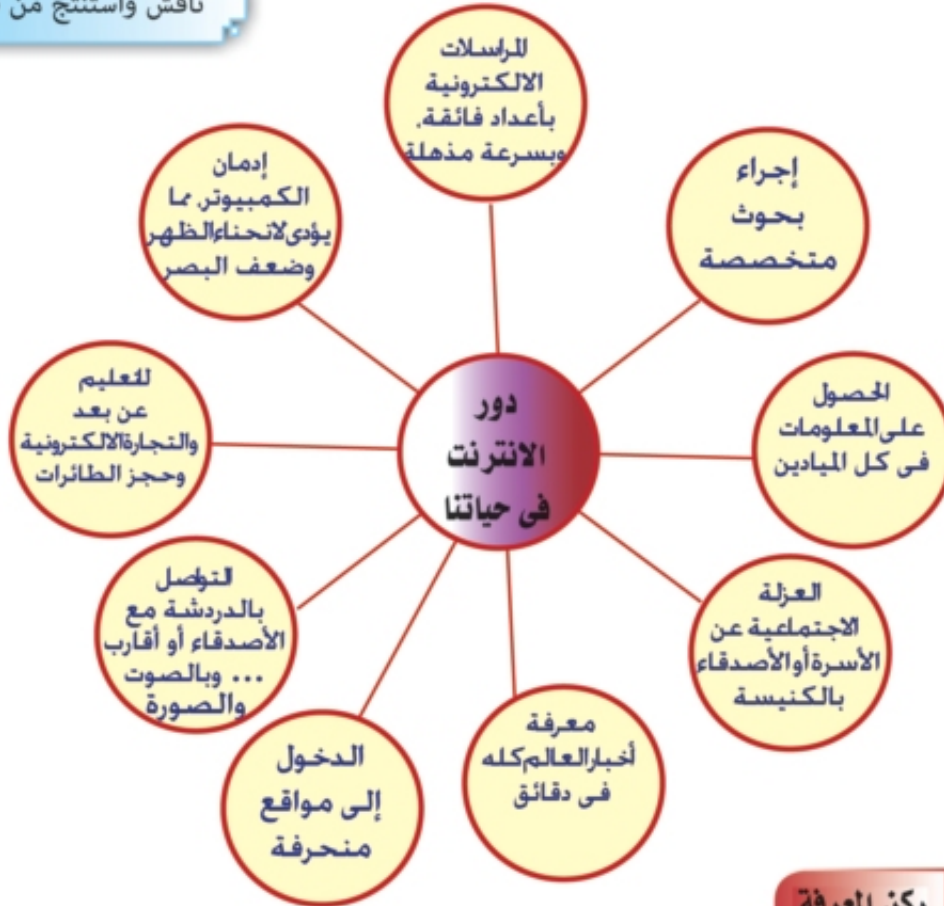 ناقش واستنتج من
المراسلات
الالكترونية
بأعداد فائقة،
وبسرعة مذهلة
إجراء
بحوث
متخصصة
إدمان
الكمبيوتر، مما
يؤدى لانحناء الظهر
وضعف البصر
الحصول
على المعلومات
فى كل الميادين
دور
الانترنت
فى حياتنا
للتعليم
عن بعد
والتجارة الالكترونية
وحجز الطائرات
العزلة
الاجتماعية عن
الأسرة أو الأصدقاء
بالكنيسة
التواصل
بالدردشة مع
الأصدقاء أو أقارب
... وبالصوت
والصورة
معرفة
أخبار العالم كله
فى دقائق
الدخول
إلى مواقع
منحرفة
ركن المعرفة